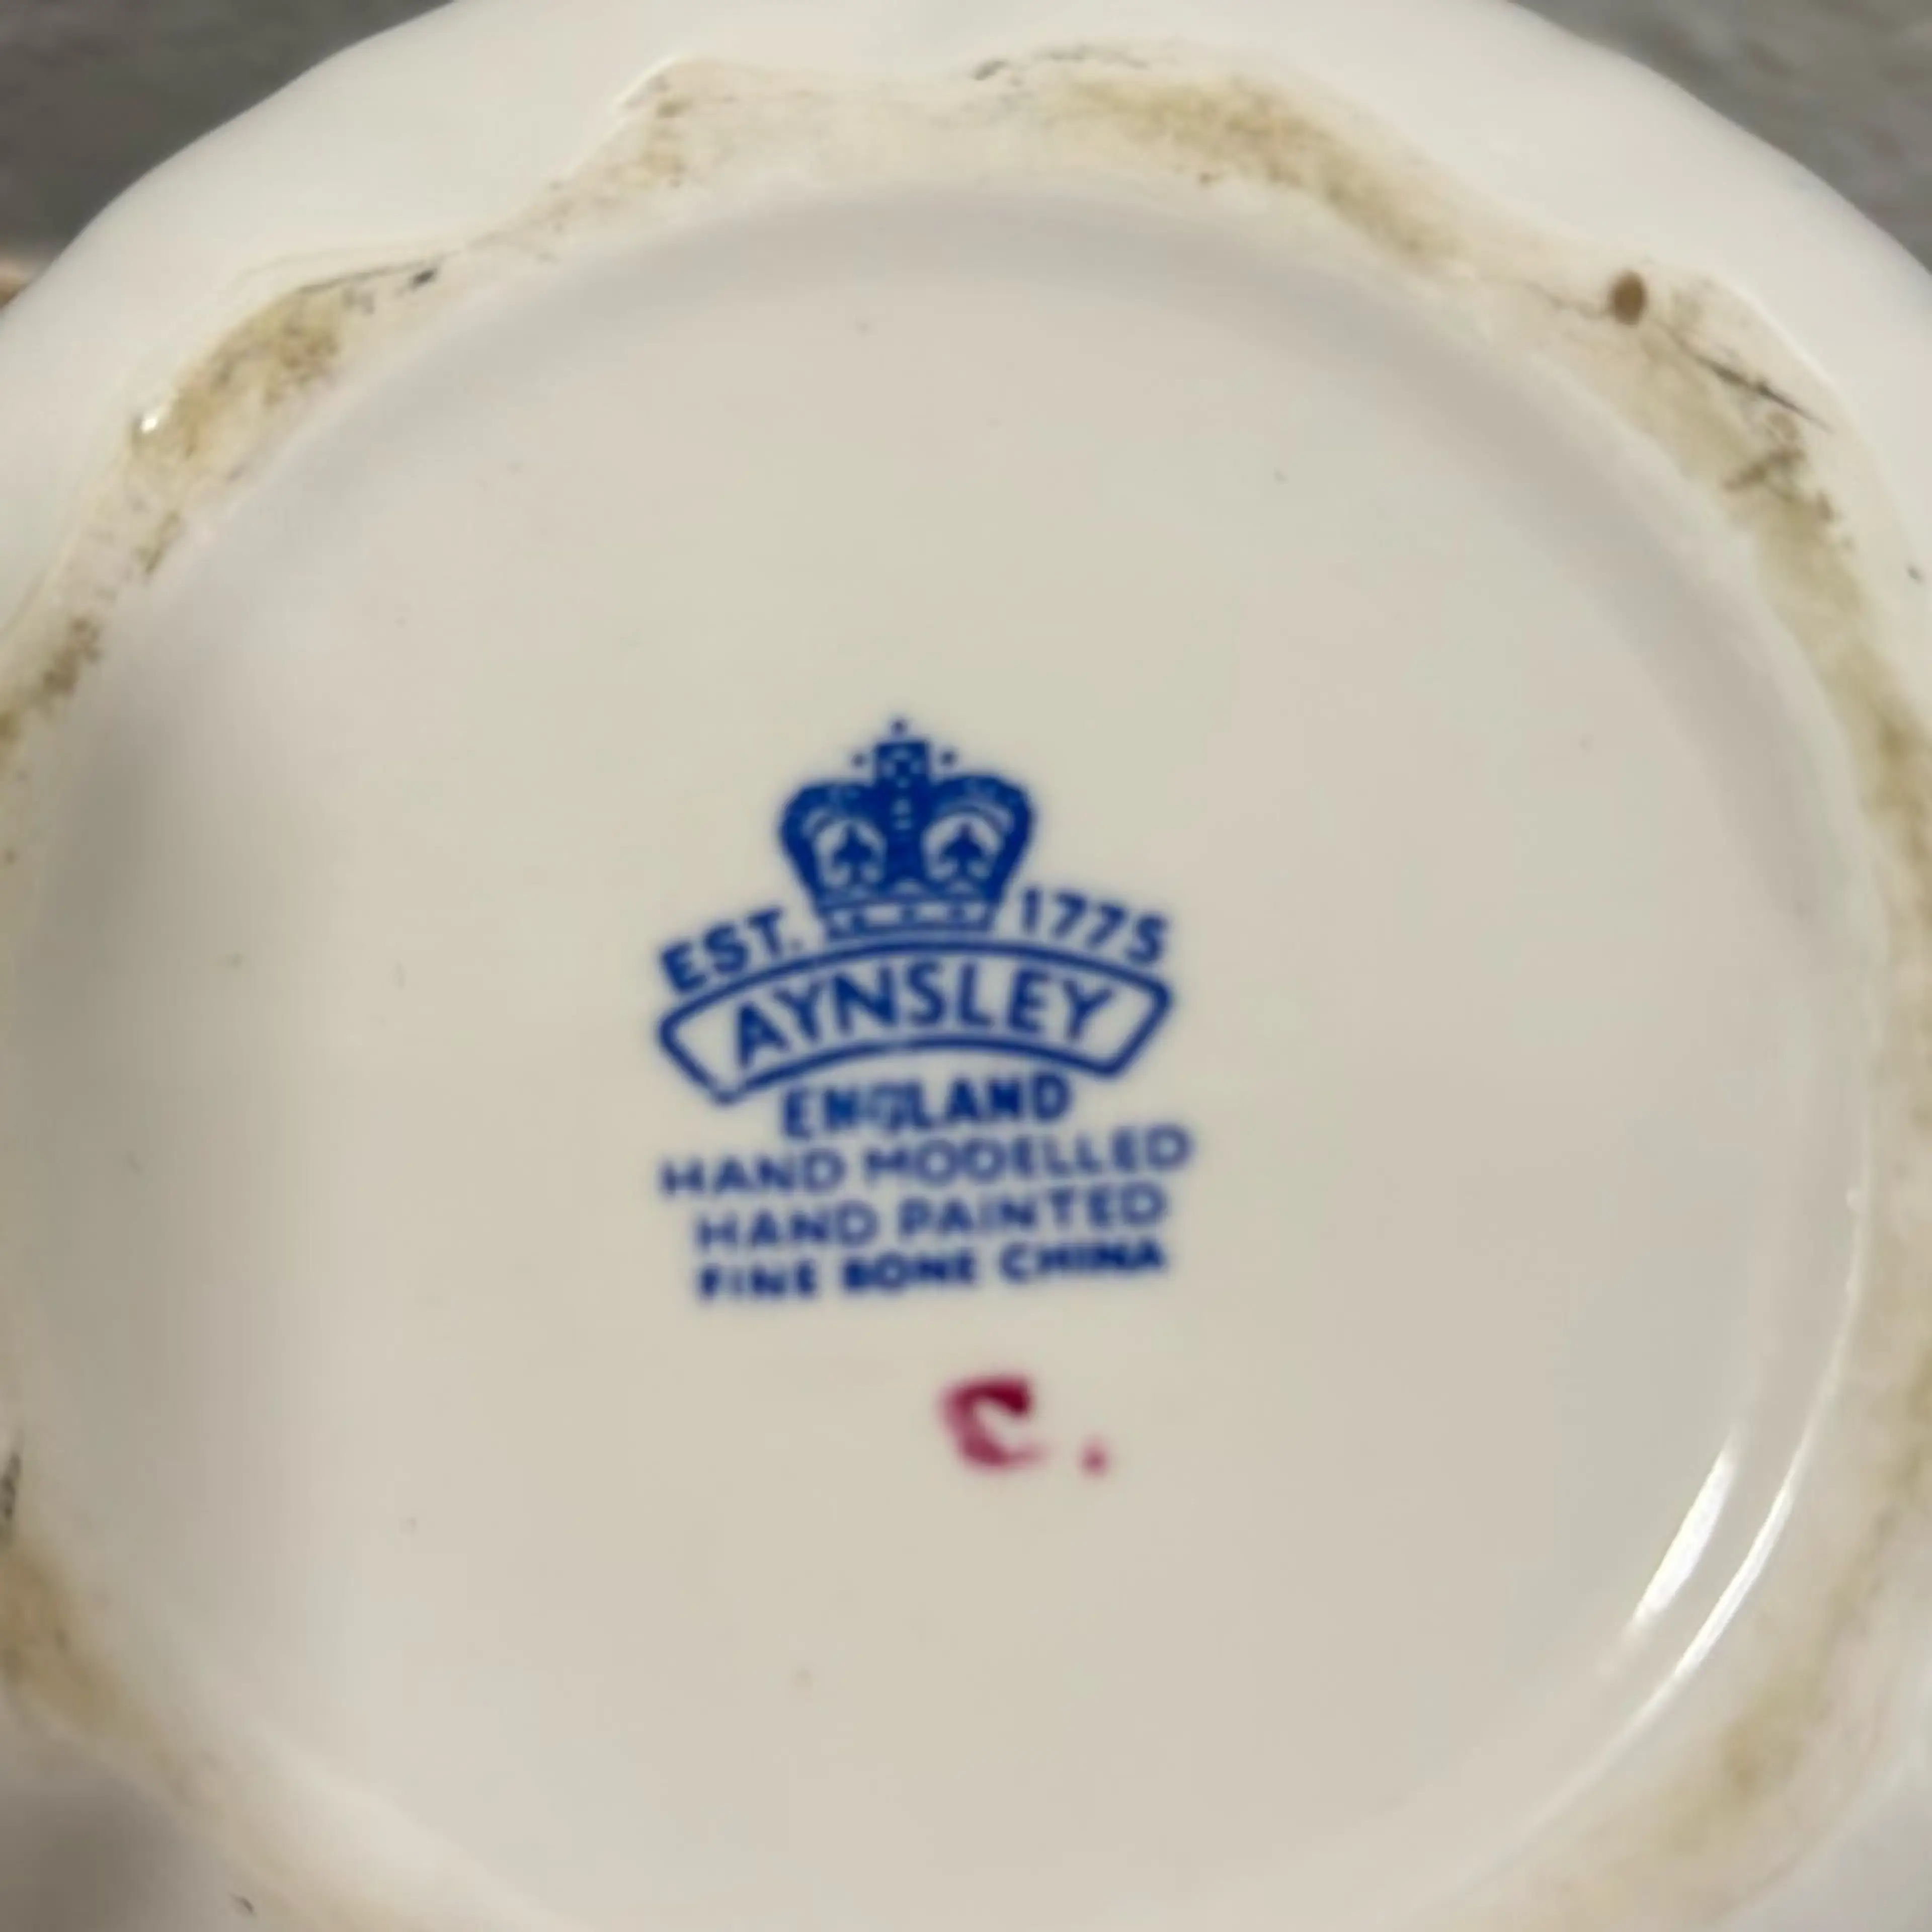 EST. 1775
AYNSLEY
ENGLAND
HAND MODELLED
HAND PAINTED
FINE BONE CHINA
C.